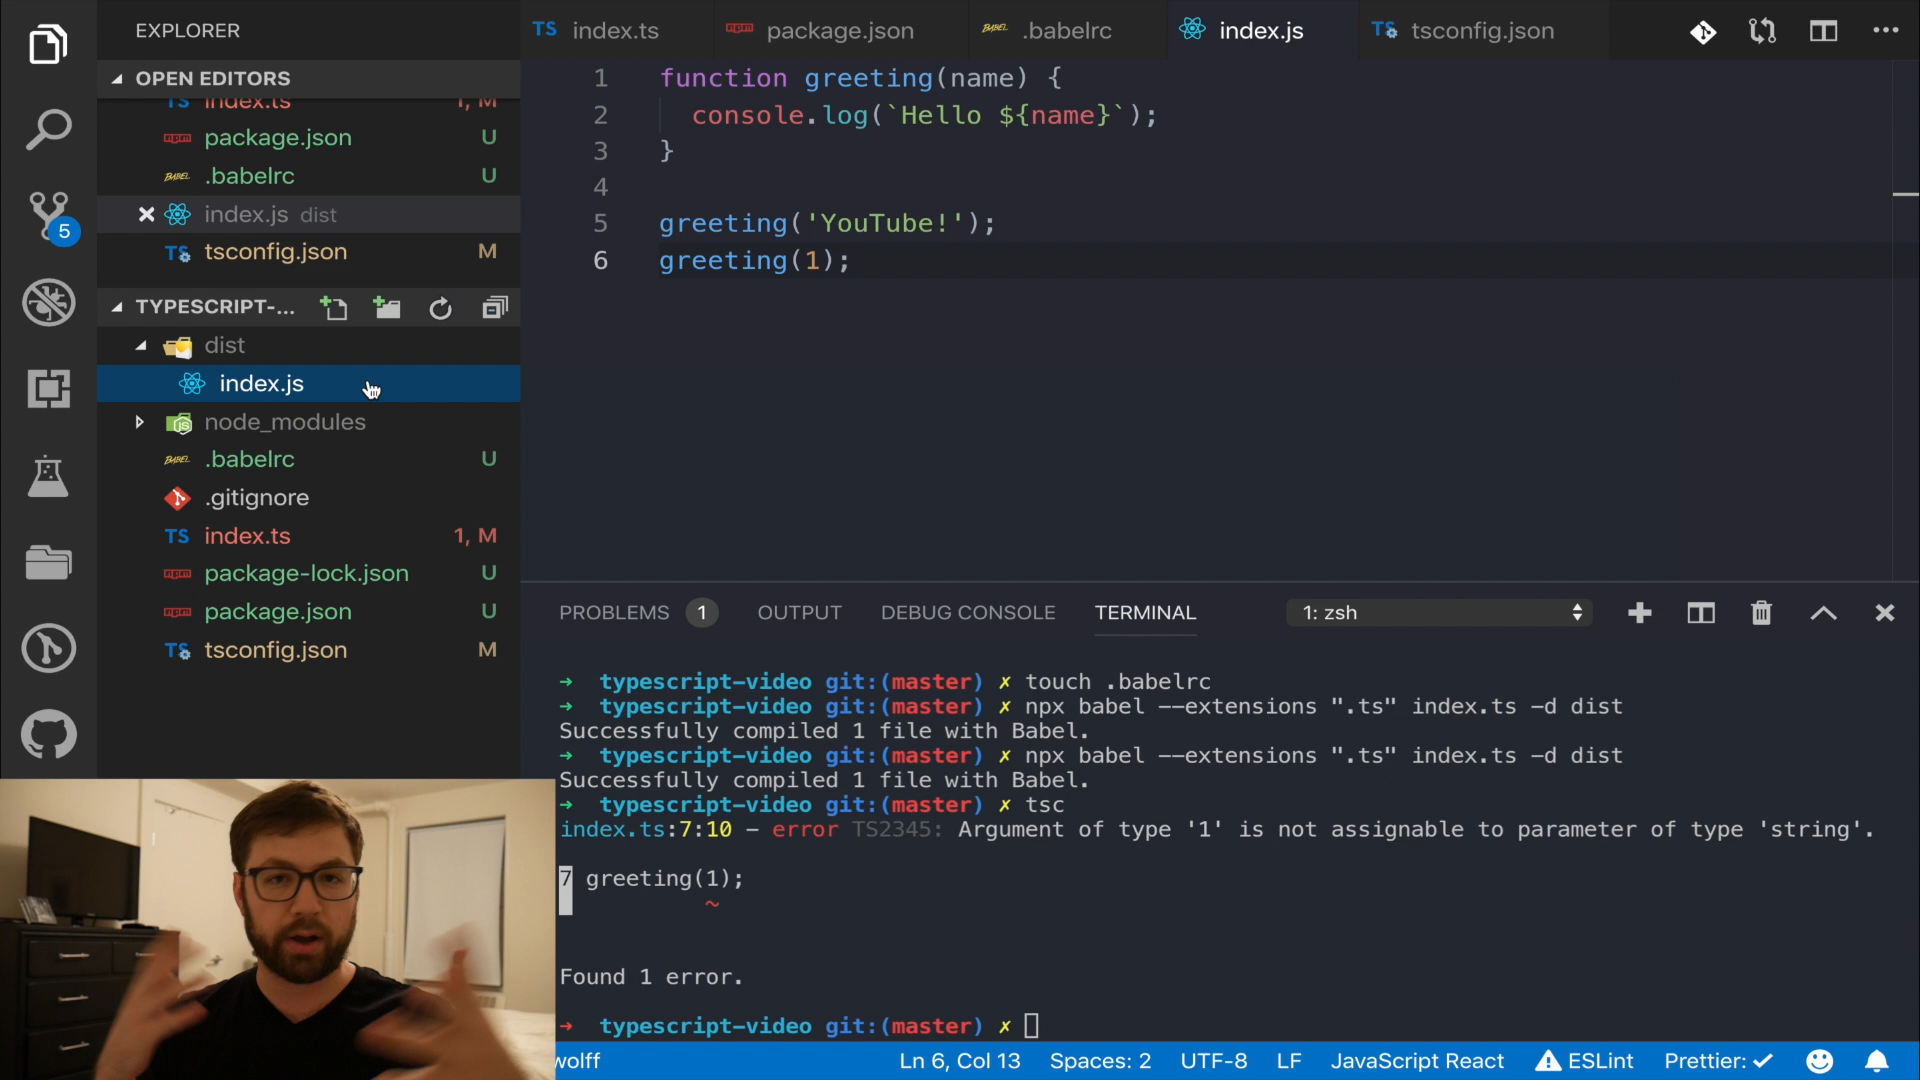 EXPLORER
OPEN EDITORS
TS index.ts 1, M
package.json U
BABEL .babelrc U
index.js dist
TS tsconfig.json M
TYPESCRIPT-...
dist
index.js
node_modules
BABEL .babelrc U
.gitignore
TS index.ts 1, M
package-lock.json U
package.json U
TS tsconfig.json M
5
TS index.ts
package.json
BABEL .babelrc
index.js
TS tsconfig.json
1 function greeting(name) {
2 console.log(`Hello ${name}`);
3 }
4
5 greeting('YouTube!');
6 greeting(1);
PROBLEMS 1 OUTPUT DEBUG CONSOLE TERMINAL 1: zsh
➜ typescript-video git:(master) ✗ touch .babelrc
➜ typescript-video git:(master) ✗ npx babel --extensions ".ts" index.ts -d dist
Successfully compiled 1 file with Babel.
➜ typescript-video git:(master) ✗ npx babel --extensions ".ts" index.ts -d dist
Successfully compiled 1 file with Babel.
➜ typescript-video git:(master) ✗ tsc
index.ts:7:10 - error TS2345: Argument of type '1' is not assignable to parameter of type 'string'.
7 greeting(1);
~
Found 1 error.
➜ typescript-video git:(master) ✗
wolff Ln 6, Col 13 Spaces: 2 UTF-8 LF JavaScript React ESLint Prettier: ✓